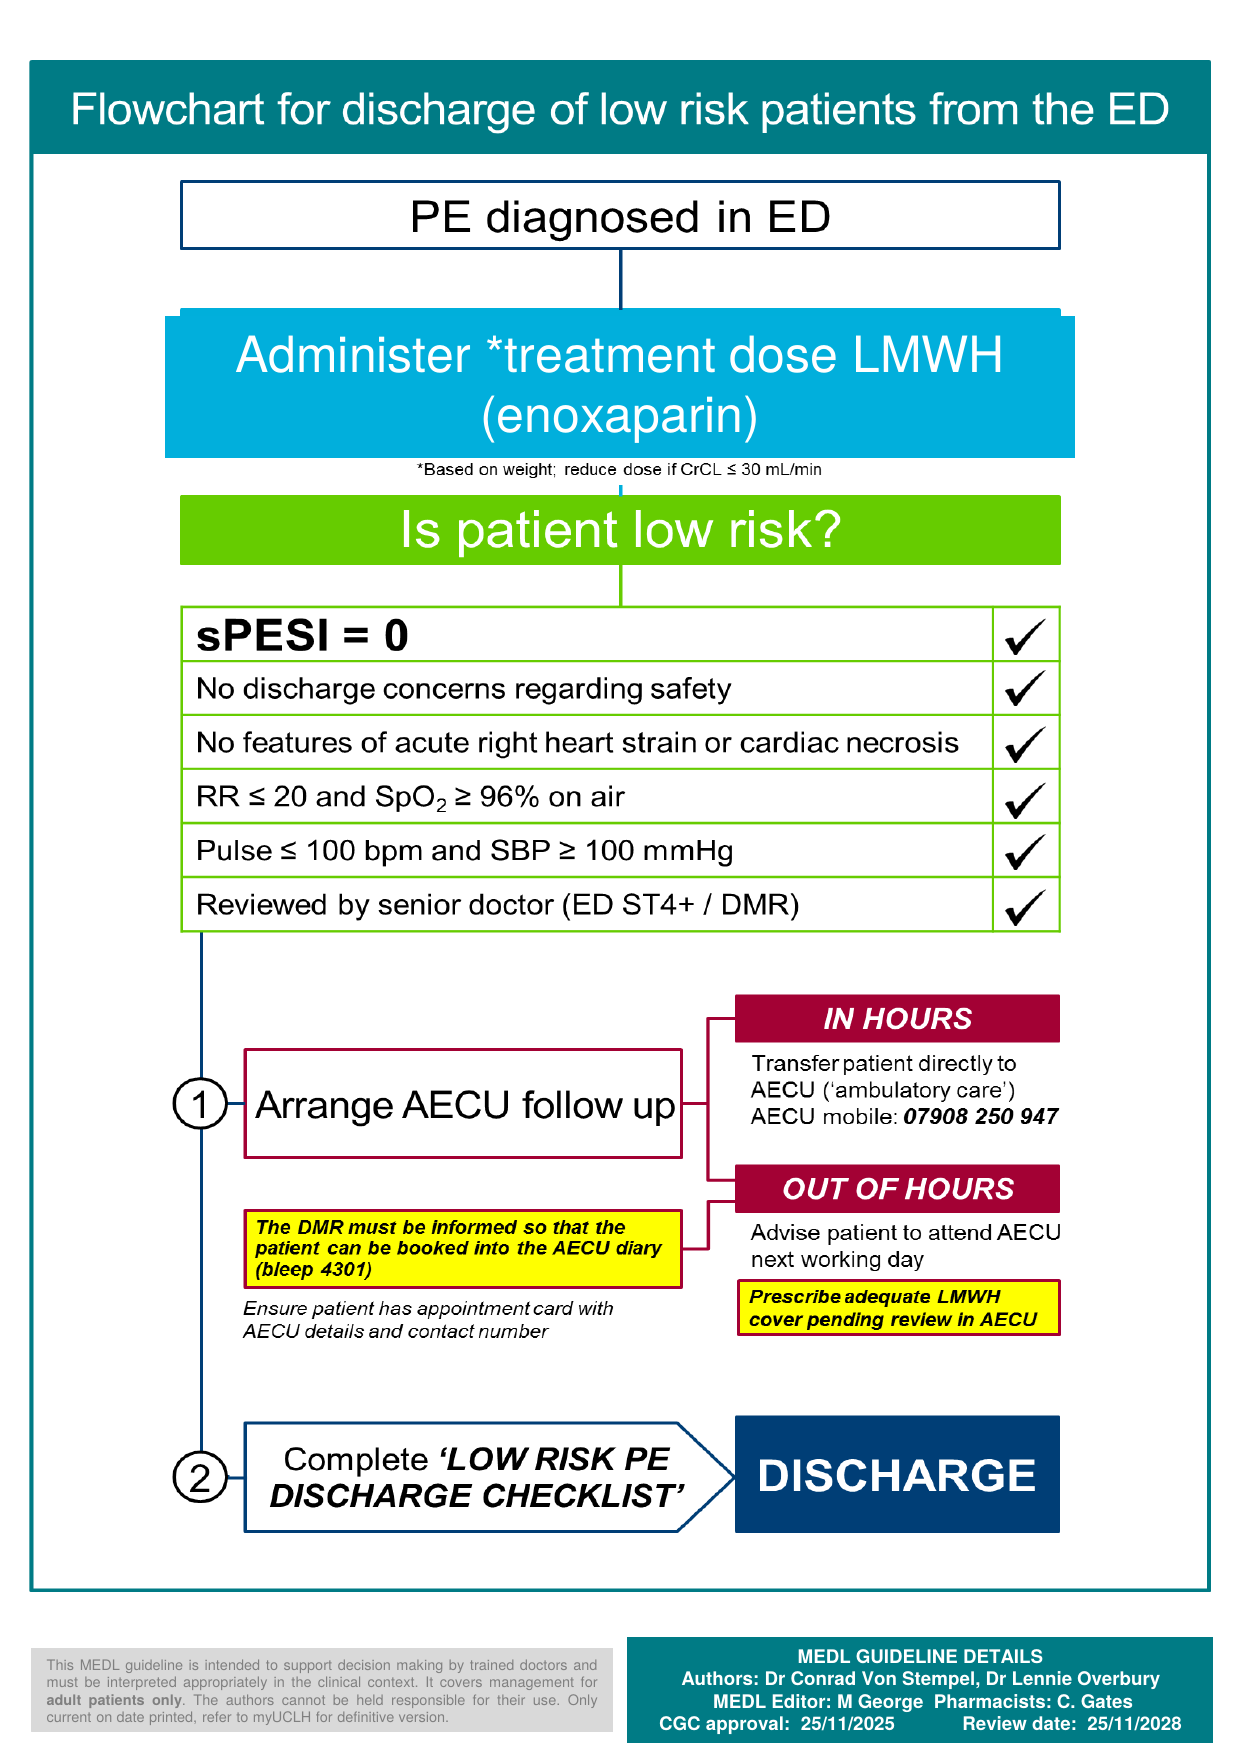 Flowchart for discharge of low risk patients from the ED
PE diagnosed in ED
Administer *treatment dose LMWH
(enoxaparin)
*Based on weight; reduce dose if CrCL ≤ 30 mL/min
Is patient low risk?
sPESI = 0 ✓
No discharge concerns regarding safety ✓
No features of acute right heart strain or cardiac necrosis ✓
RR ≤ 20 and SpO₂ ≥ 96% on air ✓
Pulse ≤ 100 bpm and SBP ≥ 100 mmHg ✓
Reviewed by senior doctor (ED ST4+ / DMR) ✓
1
Arrange AECU follow up
IN HOURS
Transfer patient directly to
AECU (‘ambulatory care’)
AECU mobile: 07908 250 947
OUT OF HOURS
Advise patient to attend AECU
next working day
Prescribe adequate LMWH
cover pending review in AECU
The DMR must be informed so that the
patient can be booked into the AECU diary
(bleep 4301)
Ensure patient has appointment card with
AECU details and contact number
2
Complete ‘LOW RISK PE
DISCHARGE CHECKLIST’
DISCHARGE
This MEDL guideline is intended to support decision making by trained doctors and
must be interpreted appropriately in the clinical context. It covers management for
adult patients only. The authors cannot be held responsible for their use. Only
current on date printed, refer to myUCLH for definitive version.
MEDL GUIDELINE DETAILS
Authors: Dr Conrad Von Stempel, Dr Lennie Overbury
MEDL Editor: M George Pharmacists: C. Gates
CGC approval: 25/11/2025 Review date: 25/11/2028